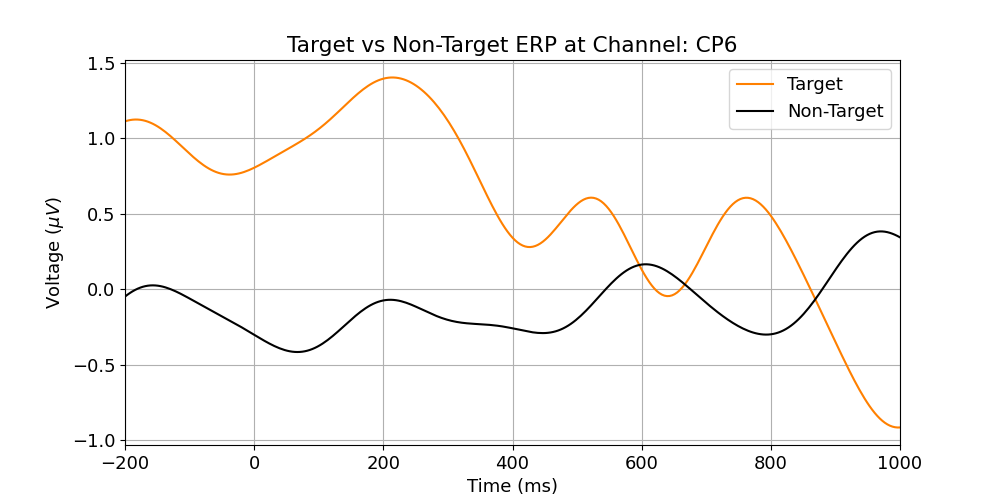 Target vs Non-Target ERP at Channel: CP6
Target
Non-Target
Voltage (μV)
1.5
1.0
0.5
0.0
−0.5
−1.0
−200 0 200 400 600 800 1000
Time (ms)